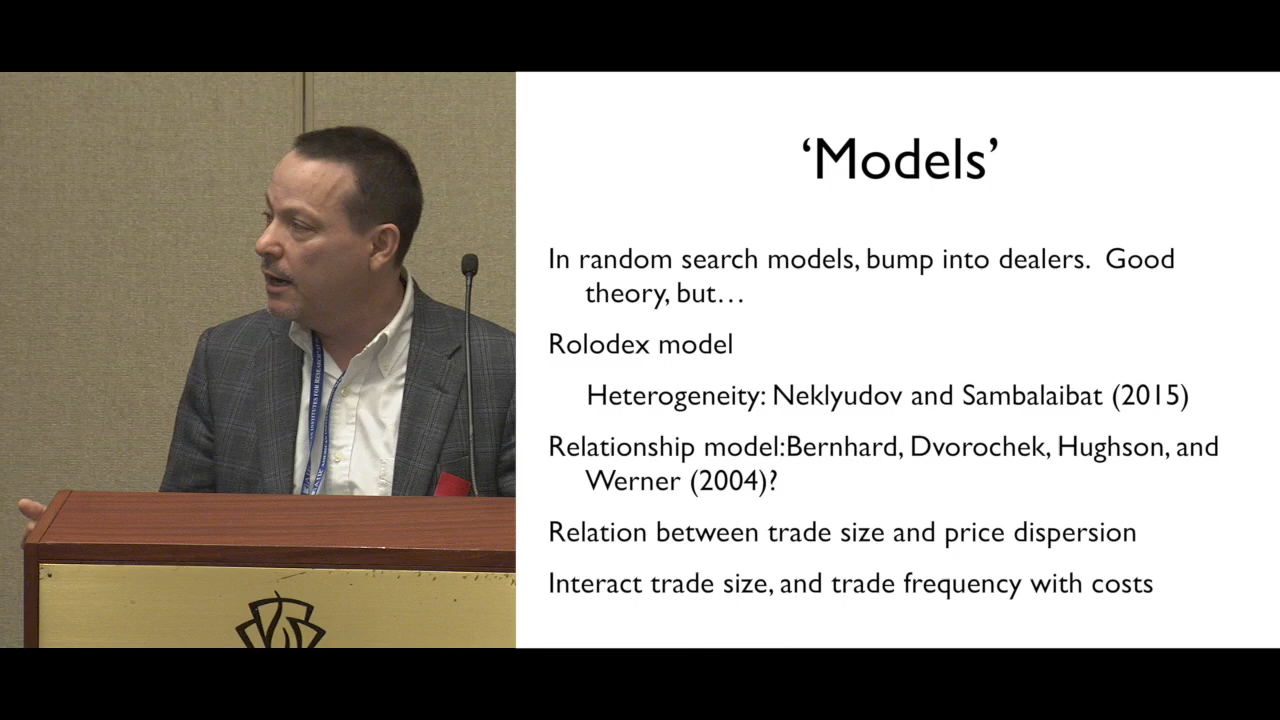 ‘Models’
In random search models, bump into dealers. Good
theory, but…
Rolodex model
Heterogeneity: Neklyudov and Sambalaibat (2015)
Relationship model:Bernhard, Dvorochek, Hughson, and
Werner (2004)?
Relation between trade size and price dispersion
Interact trade size, and trade frequency with costs